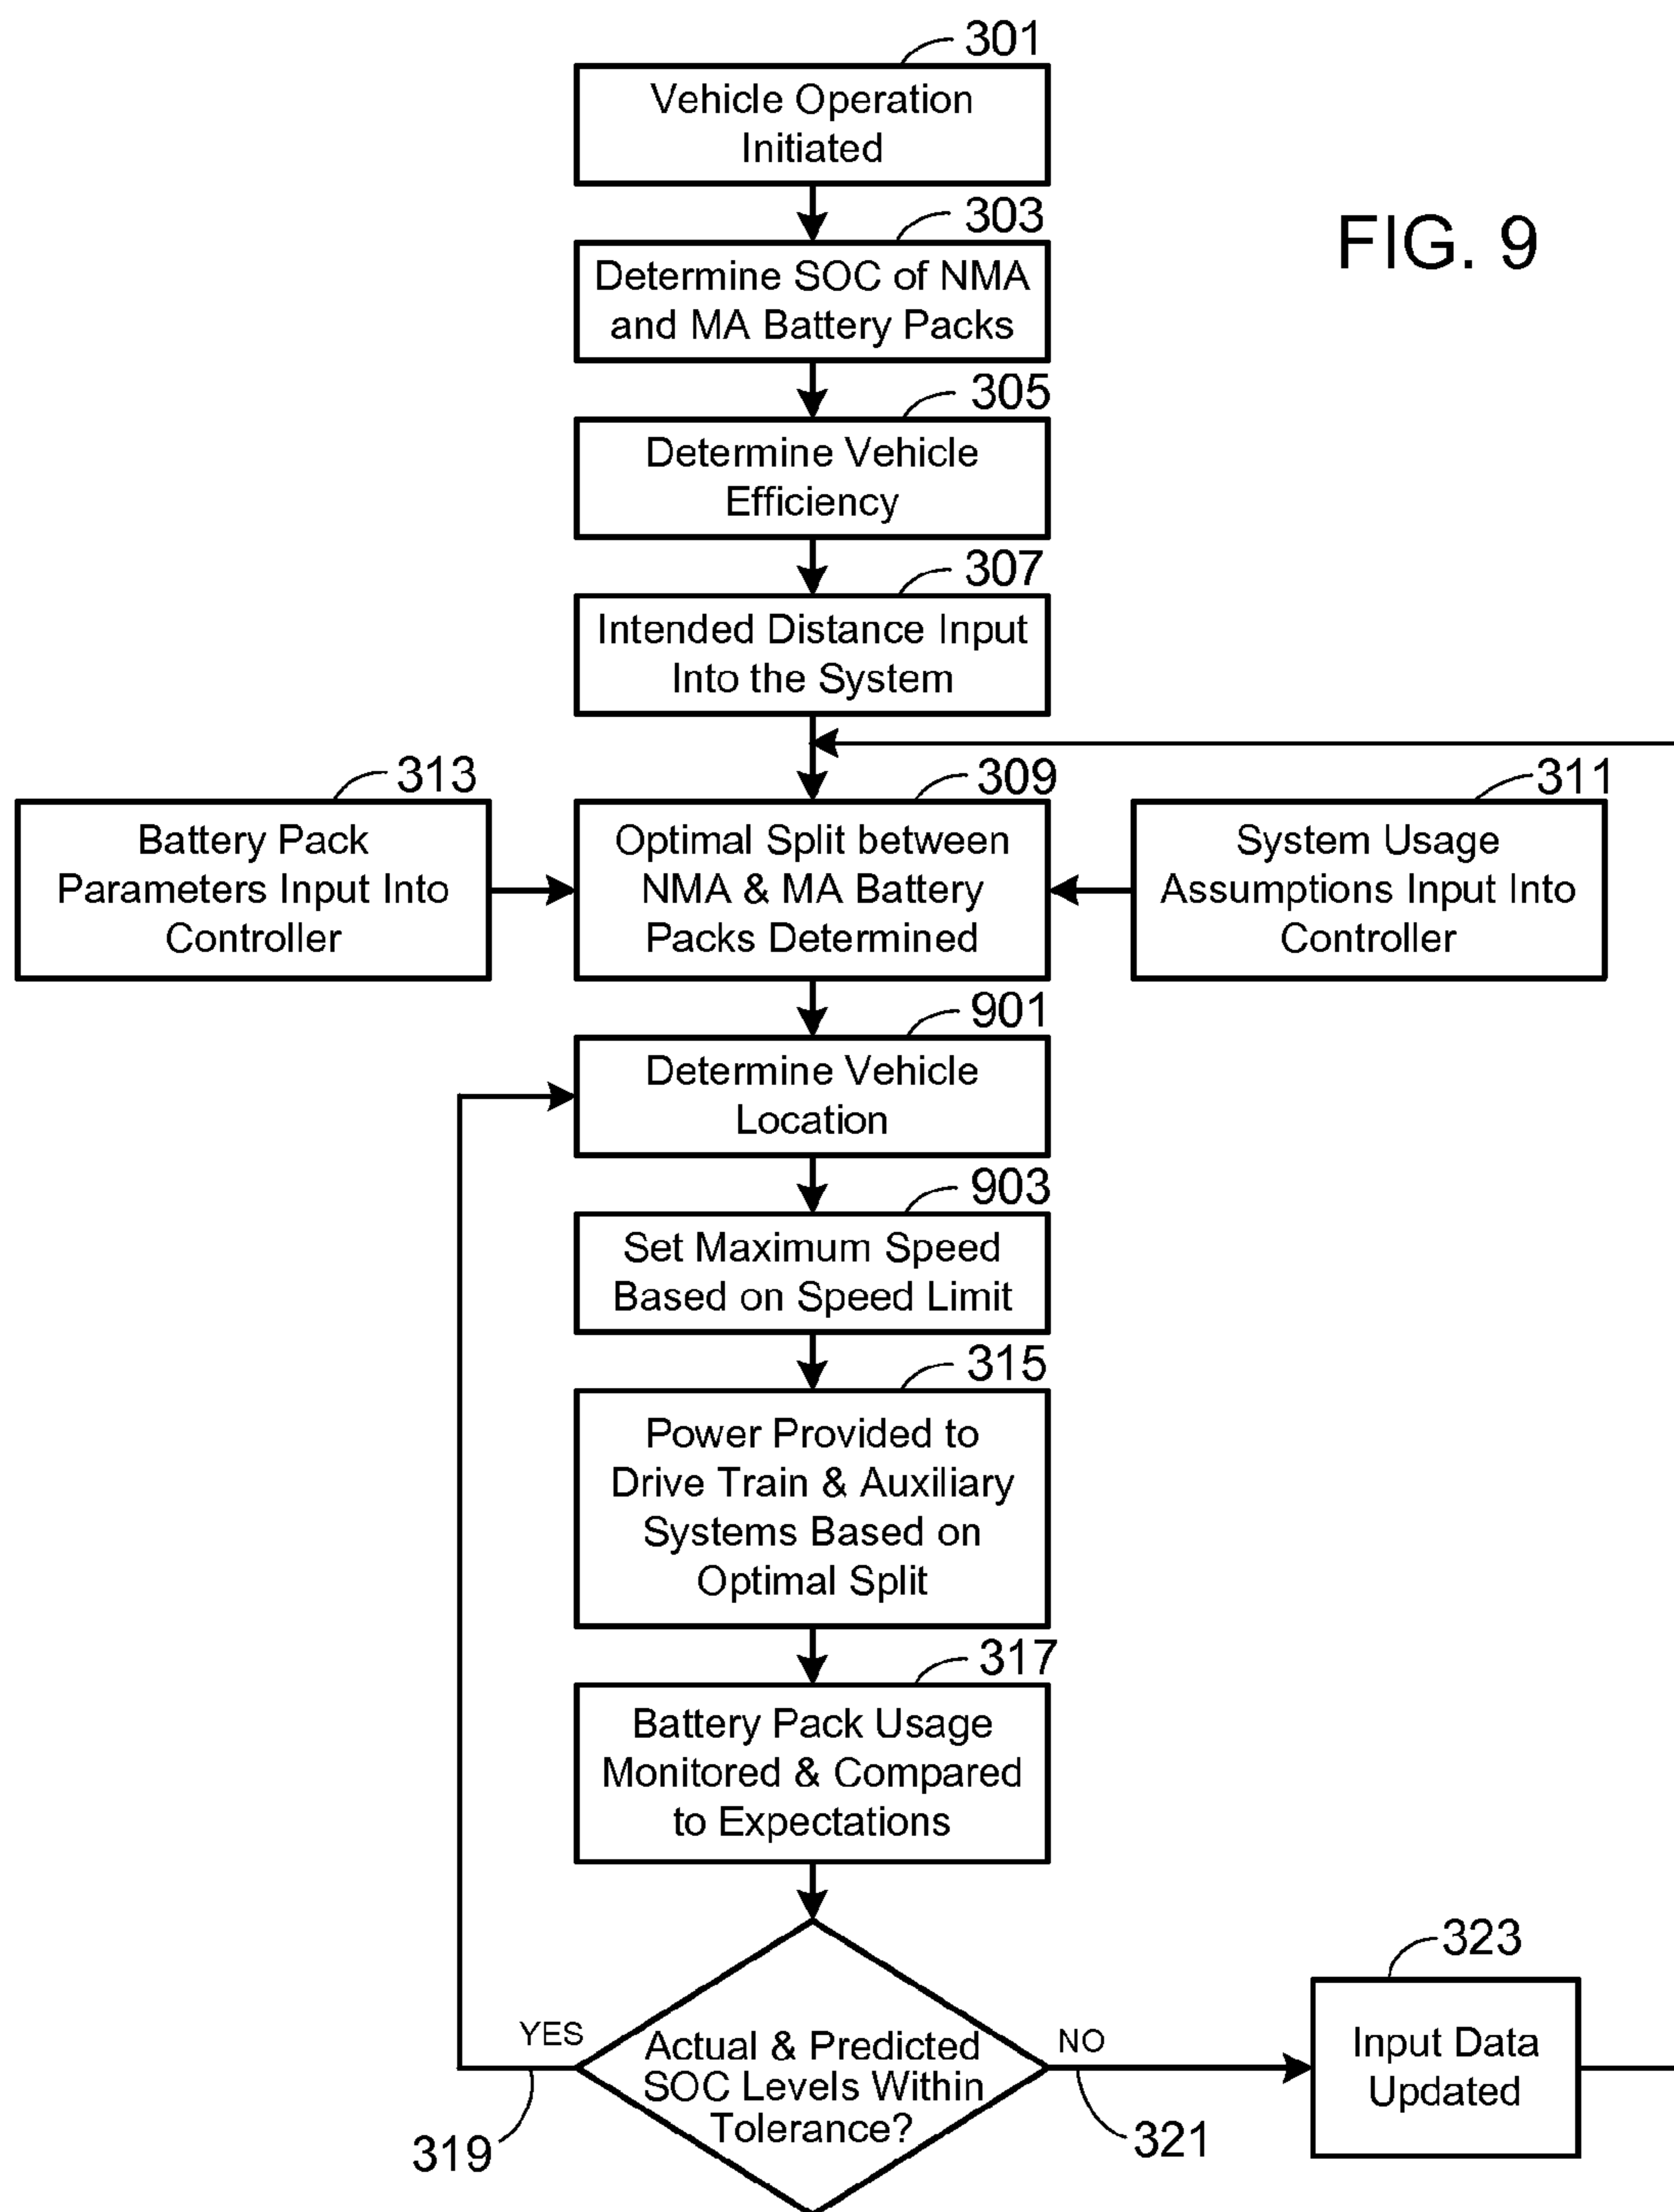 301
Vehicle Operation
Initiated
FIG. 9
303
Determine SOC of NMA
and MA Battery Packs
305
Determine Vehicle
Efficiency
307
Intended Distance Input
Into the System
313
Battery Pack
Parameters Input Into
Controller
309
Optimal Split between
NMA & MA Battery
Packs Determined
311
System Usage
Assumptions Input Into
Controller
901
Determine Vehicle
Location
903
Set Maximum Speed
Based on Speed Limit
315
Power Provided to
Drive Train & Auxiliary
Systems Based on
Optimal Split
317
Battery Pack Usage
Monitored & Compared
to Expectations
Actual & Predicted
SOC Levels Within
Tolerance?
YES
319
NO
321
323
Input Data
Updated